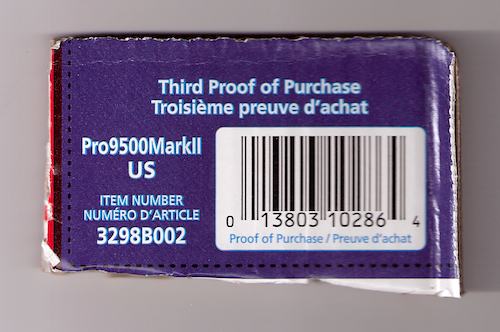 Third Proof of Purchase
Troisième preuve d'achat
Pro9500MarkII
US
ITEM NUMBER
NUMÉRO D'ARTICLE
3298B002
0 13803 10286 4
Proof of Purchase / Preuve d'achat